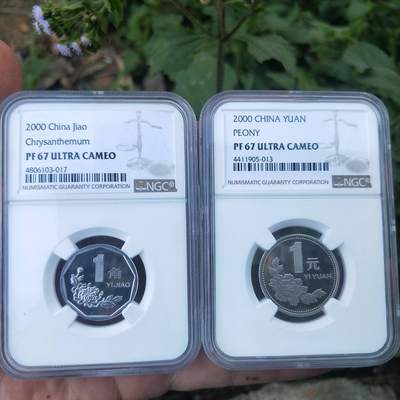 2000 China Jiao
Chrysanthemum
PF 67 ULTRA CAMEO
4806103-017
NUMISMATIC GUARANTY CORPORATION
NGC®
1角
YI-JIAO
2000 CHINA YUAN
PEONY
PF 67 ULTRA CAMEO
4411905-013
NUMISMATIC GUARANTY CORPORATION
NGC®
1元
YI YUAN